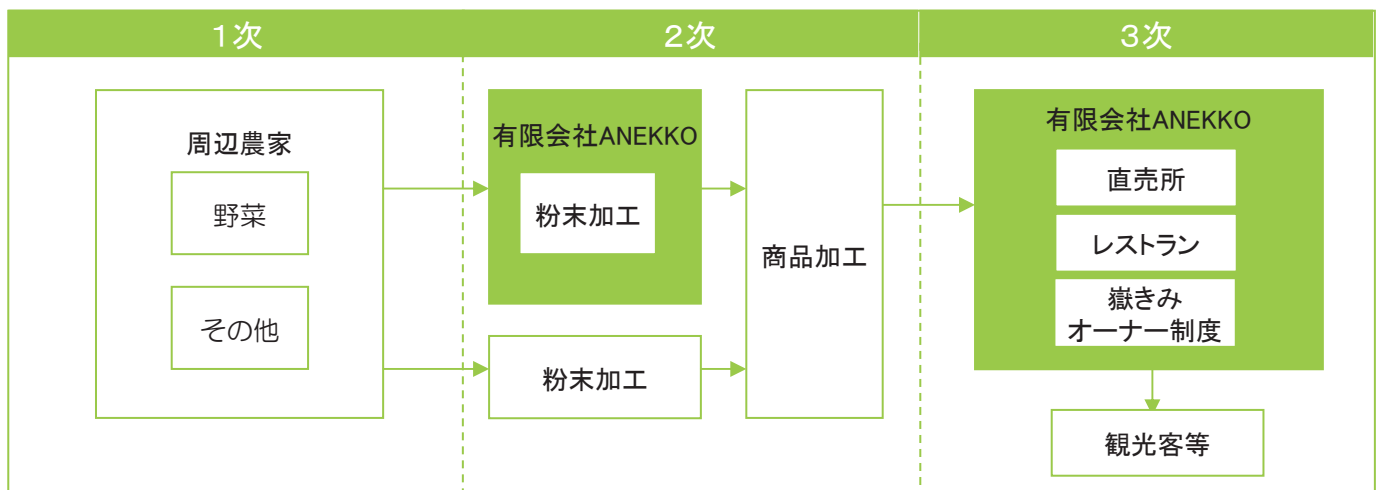 1次
2次
3次
周辺農家
野菜
その他
有限会社ANEKKO
粉末加工
粉末加工
商品加工
有限会社ANEKKO
直売所
レストラン
嶽きみ
オーナー制度
観光客等